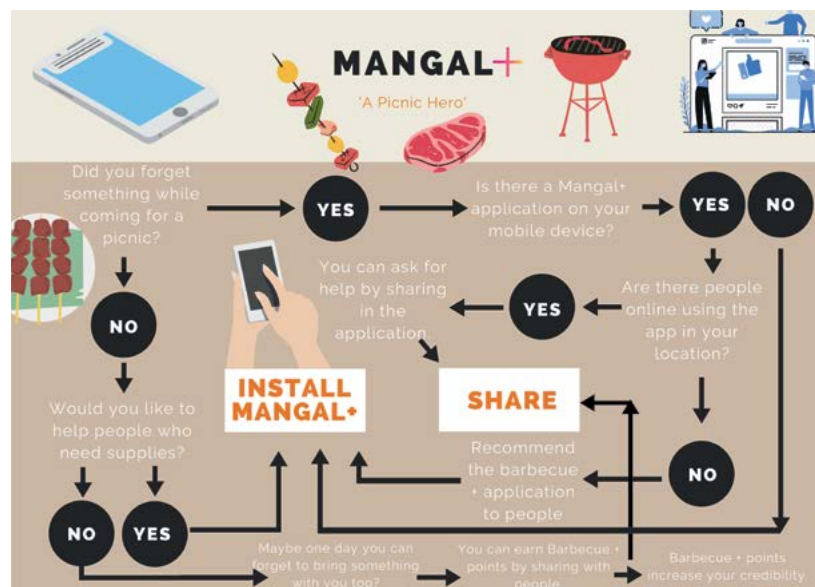 MANGAL+
'A Picnic Hero'
Did you forget
something while
coming for a
picnic?
YES
Is there a Mangal+
application on your
mobile device?
YES
NO
You can ask for
help by sharing
in the
application.
YES
Are there people
online using the
app in your
location?
NO
INSTALL
MANGAL+
SHARE
Would you like to
help people who
need supplies?
Recommend
the barbecue
+ application
to people
NO
NO
YES
Maybe one day you can
forget to bring something
with you too?
You can earn Barbecue +
points by sharing with
people
Barbecue + points
increase your credibility